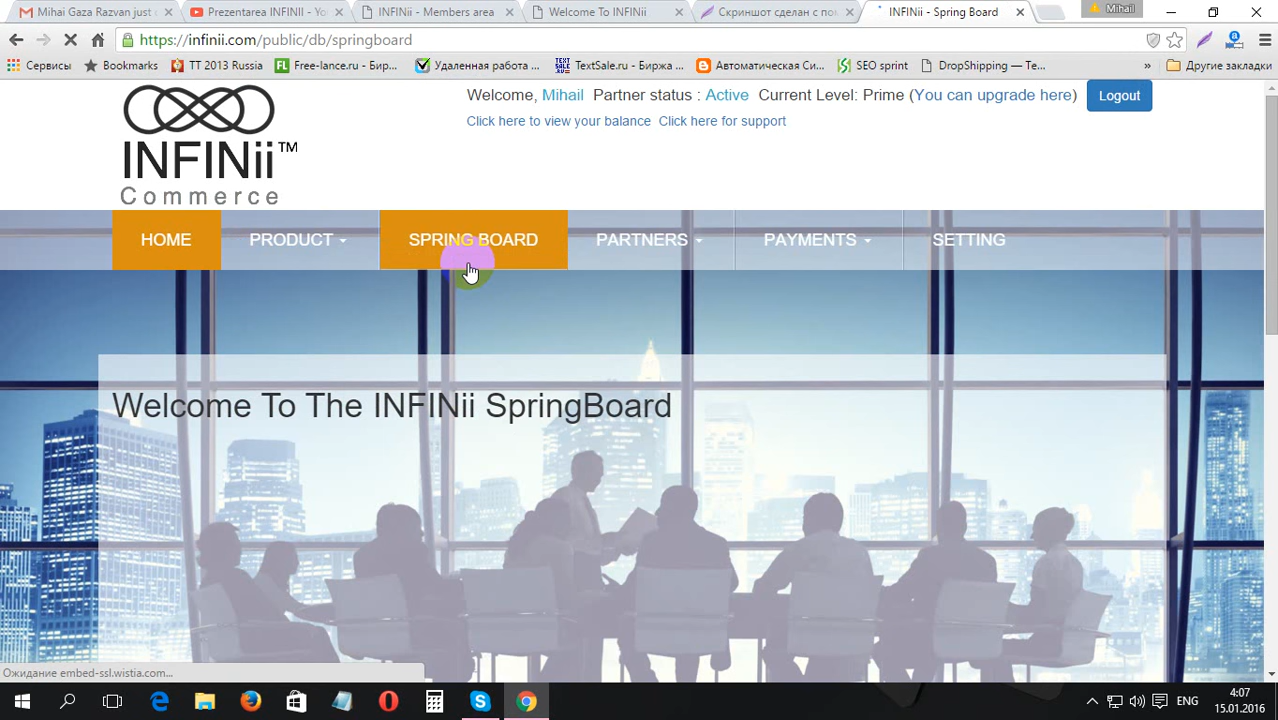 Mihai Gaza Razvan just
Prezentarea INFINII - Yo
INFINii - Members area
Welcome To INFINii
Скриншот сделан с по
INFINii - Spring Board
Mihail
https://infinii.com/public/db/springboard
Сервисы
Bookmarks
TT 2013 Russia
Free-lance.ru - Бир...
Удаленная работа ...
TextSale.ru - Биржа ...
Автоматическая Си...
SEO sprint
DropShipping — Те...
»
Другие закладки
INFINii™
Commerce
Welcome, Mihail Partner status : Active Current Level: Prime (You can upgrade here)
Logout
Click here to view your balance Click here for support
HOME
PRODUCT
SPRING BOARD
PARTNERS
PAYMENTS
SETTING
Welcome To The INFINii SpringBoard
Ожидание embed-ssl.wistia.com...
ENG
4:07
15.01.2016